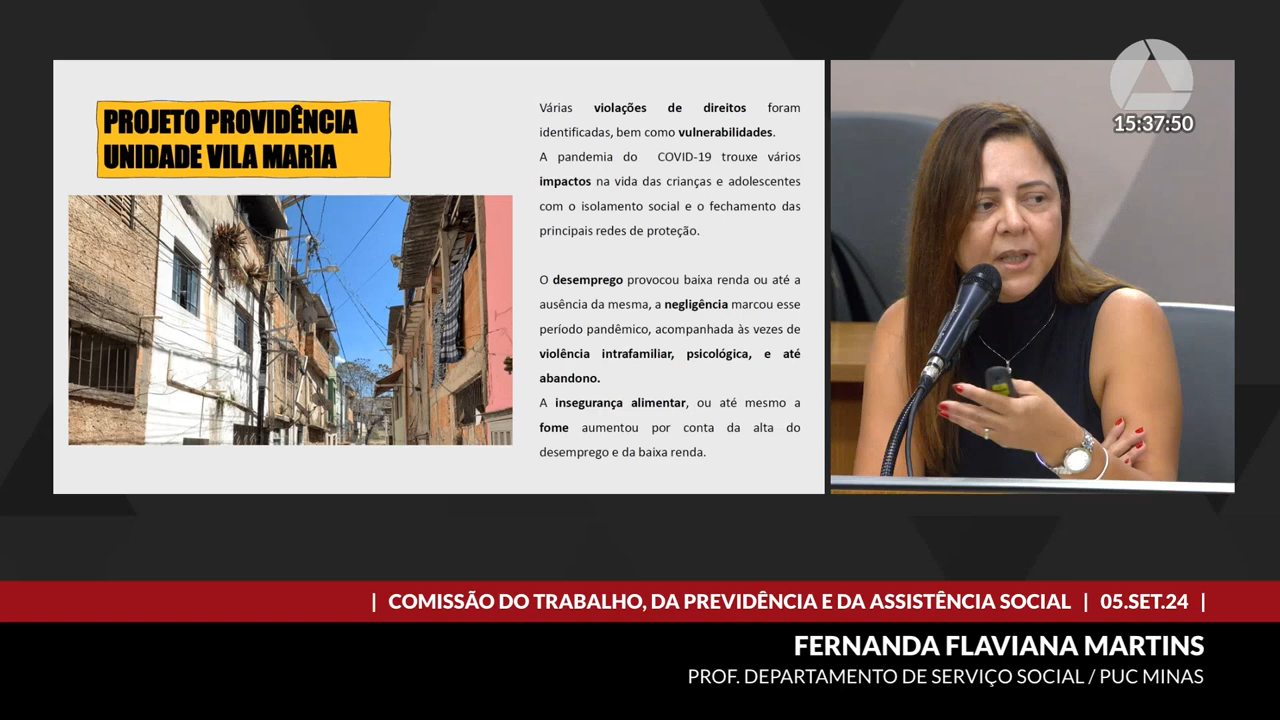 PROJETO PROVIDÊNCIA
UNIDADE VILA MARIA
Várias violações de direitos foram
identificadas, bem como vulnerabilidades.
A pandemia do COVID-19 trouxe vários
impactos na vida das crianças e adolescentes
com o isolamento social e o fechamento das
principais redes de proteção.
O desemprego provocou baixa renda ou até a
ausência da mesma, a negligência marcou esse
período pandêmico, acompanhada às vezes de
violência intrafamiliar, psicológica, e até
abandono.
A insegurança alimentar, ou até mesmo a
fome aumentou por conta da alta do
desemprego e da baixa renda.
15:37:50
| COMISSÃO DO TRABALHO, DA PREVIDÊNCIA E DA ASSISTÊNCIA SOCIAL | 05.SET.24 |
FERNANDA FLAVIANA MARTINS
PROF. DEPARTAMENTO DE SERVIÇO SOCIAL / PUC MINAS